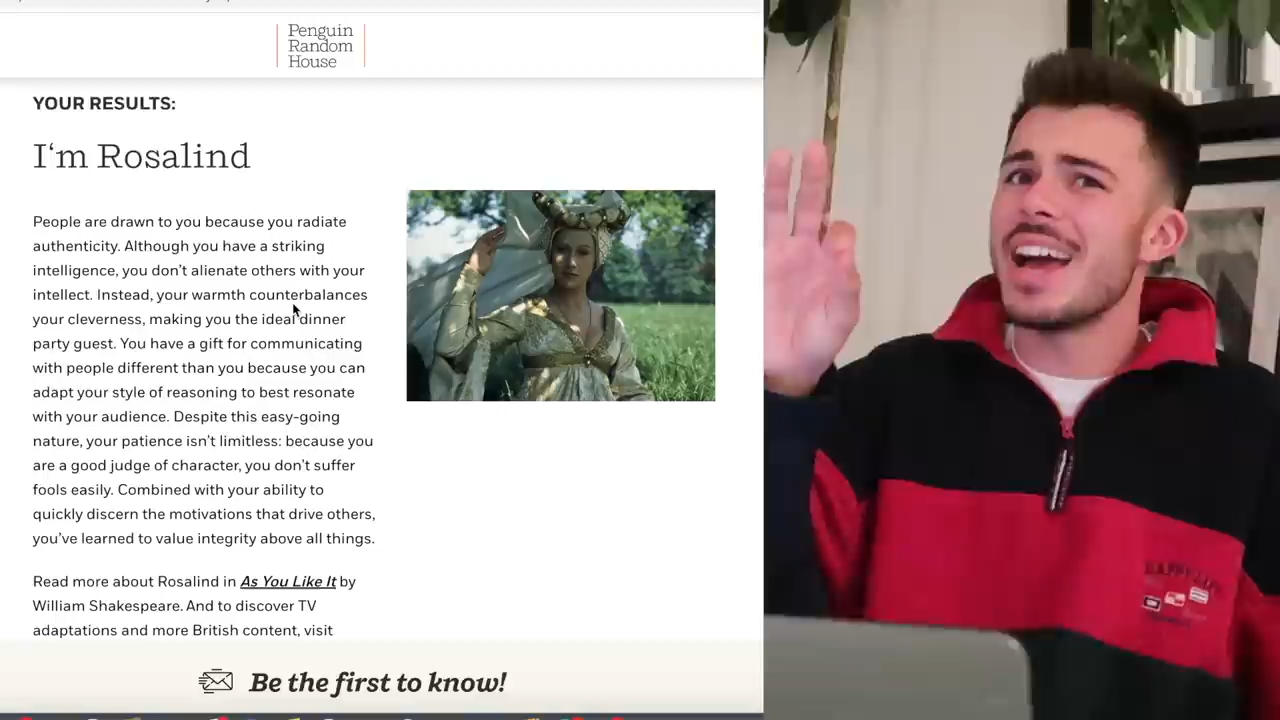 Penguin
Random
House
YOUR RESULTS:
I‘m Rosalind
People are drawn to you because you radiate
authenticity. Although you have a striking
intelligence, you don’t alienate others with your
intellect. Instead, your warmth counterbalances
your cleverness, making you the ideal dinner
party guest. You have a gift for communicating
with people different than you because you can
adapt your style of reasoning to best resonate
with your audience. Despite this easy-going
nature, your patience isn't limitless: because you
are a good judge of character, you don't suffer
fools easily. Combined with your ability to
quickly discern the motivations that drive others,
you’ve learned to value integrity above all things.
Read more about Rosalind in As You Like It by
William Shakespeare. And to discover TV
adaptations and more British content, visit
Be the first to know!